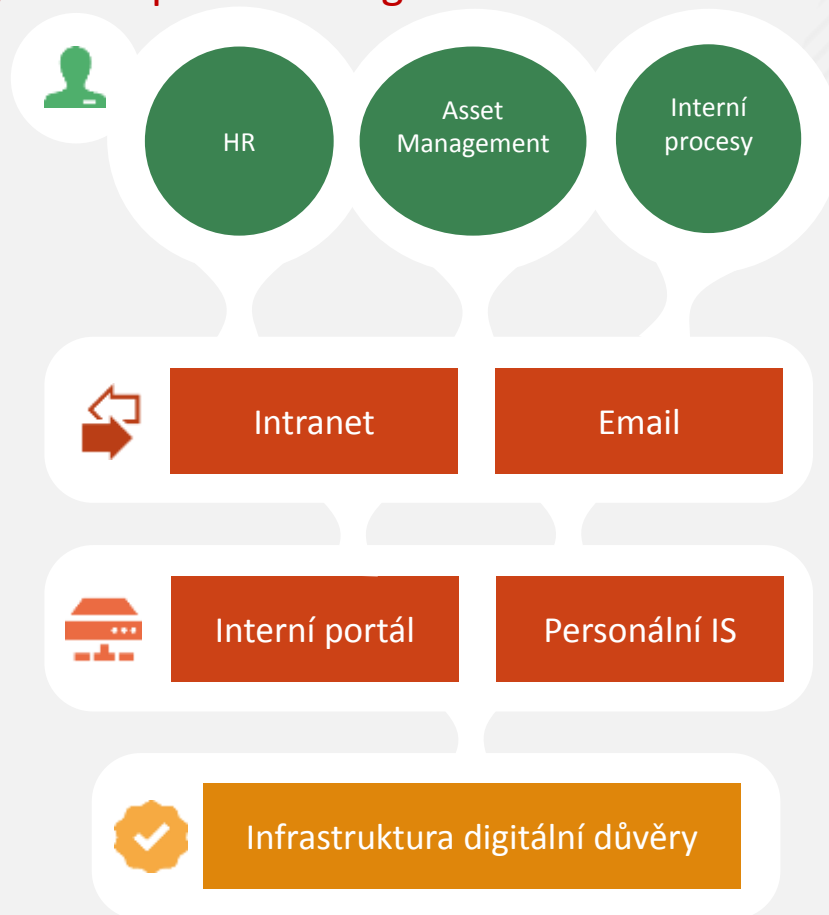 HR
Asset
Management
Interní
procesy
Intranet
Email
Interní portál
Personální IS
Infrastruktura digitální důvěry